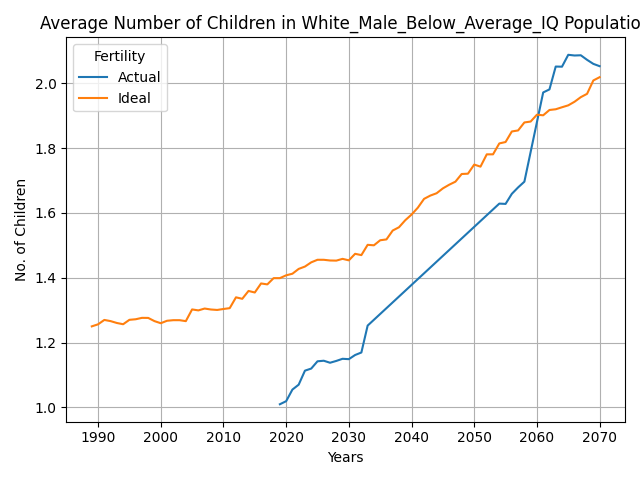 Average Number of Children in White_Male_Below_Average_IQ Populatio
Fertility
Actual
Ideal
No. of Children
2.0
1.8
1.6
1.4
1.2
1.0
1990 2000 2010 2020 2030 2040 2050 2060 2070
Years